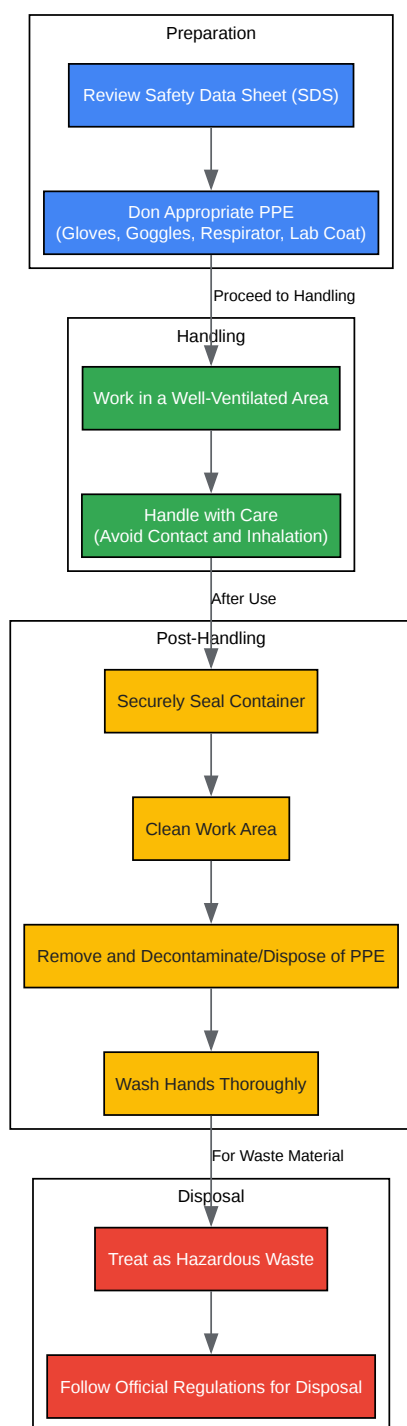 Preparation
Review Safety Data Sheet (SDS)
Don Appropriate PPE
(Gloves, Goggles, Respirator, Lab Coat)
Proceed to Handling
Handling
Work in a Well-Ventilated Area
Handle with Care
(Avoid Contact and Inhalation)
After Use
Post-Handling
Securely Seal Container
Clean Work Area
Remove and Decontaminate/Dispose of PPE
Wash Hands Thoroughly
For Waste Material
Disposal
Treat as Hazardous Waste
Follow Official Regulations for Disposal